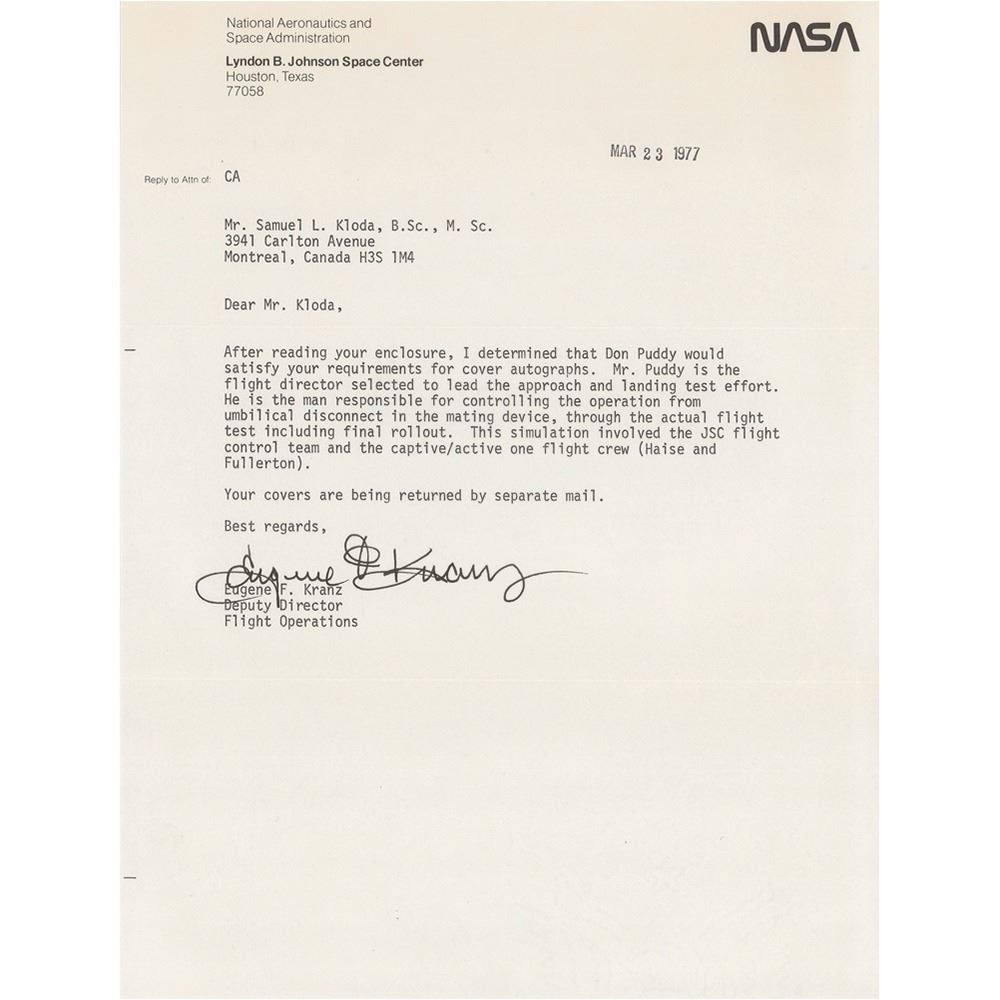 National Aeronautics and
Space Administration
NASA
Lyndon B. Johnson Space Center
Houston, Texas
77058
MAR 23 1977
Reply to Attn of: CA
Mr. Samuel L. Kloda, B.Sc., M. Sc.
3941 Carlton Avenue
Montreal, Canada H3S 1M4
Dear Mr. Kloda,
After reading your enclosure, I determined that Don Puddy would
satisfy your requirements for cover autographs. Mr. Puddy is the
flight director selected to lead the approach and landing test effort.
He is the man responsible for controlling the operation from
umbilical disconnect in the mating device, through the actual flight
test including final rollout. This simulation involved the JSC flight
control team and the captive/active one flight crew (Haise and
Fullerton).
Your covers are being returned by separate mail.
Best regards,
Eugene F Kranz
Eugene F. Kranz
Deputy Director
Flight Operations